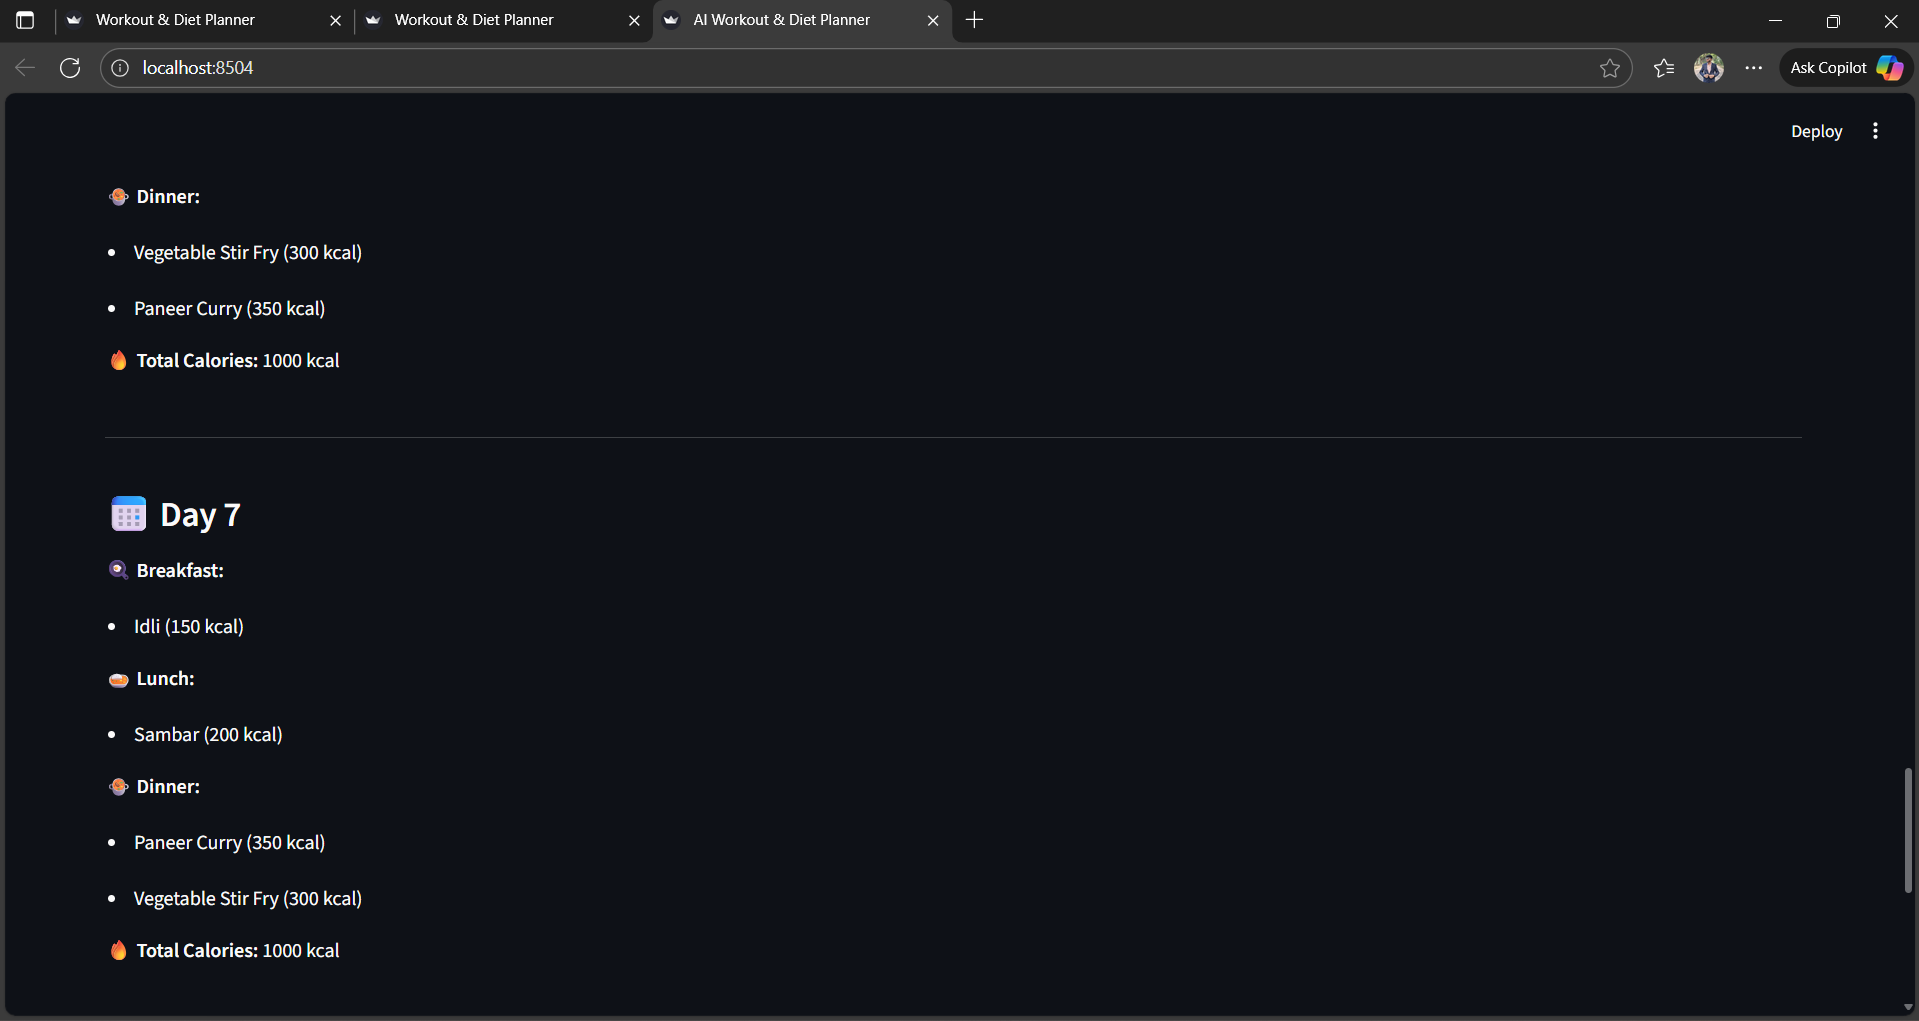 Workout & Diet Planner
Workout & Diet Planner
AI Workout & Diet Planner
localhost:8504
Ask Copilot
Deploy
Dinner:
• Vegetable Stir Fry (300 kcal)
• Paneer Curry (350 kcal)
Total Calories: 1000 kcal
Day 7
Breakfast:
• Idli (150 kcal)
Lunch:
• Sambar (200 kcal)
Dinner:
• Paneer Curry (350 kcal)
• Vegetable Stir Fry (300 kcal)
Total Calories: 1000 kcal